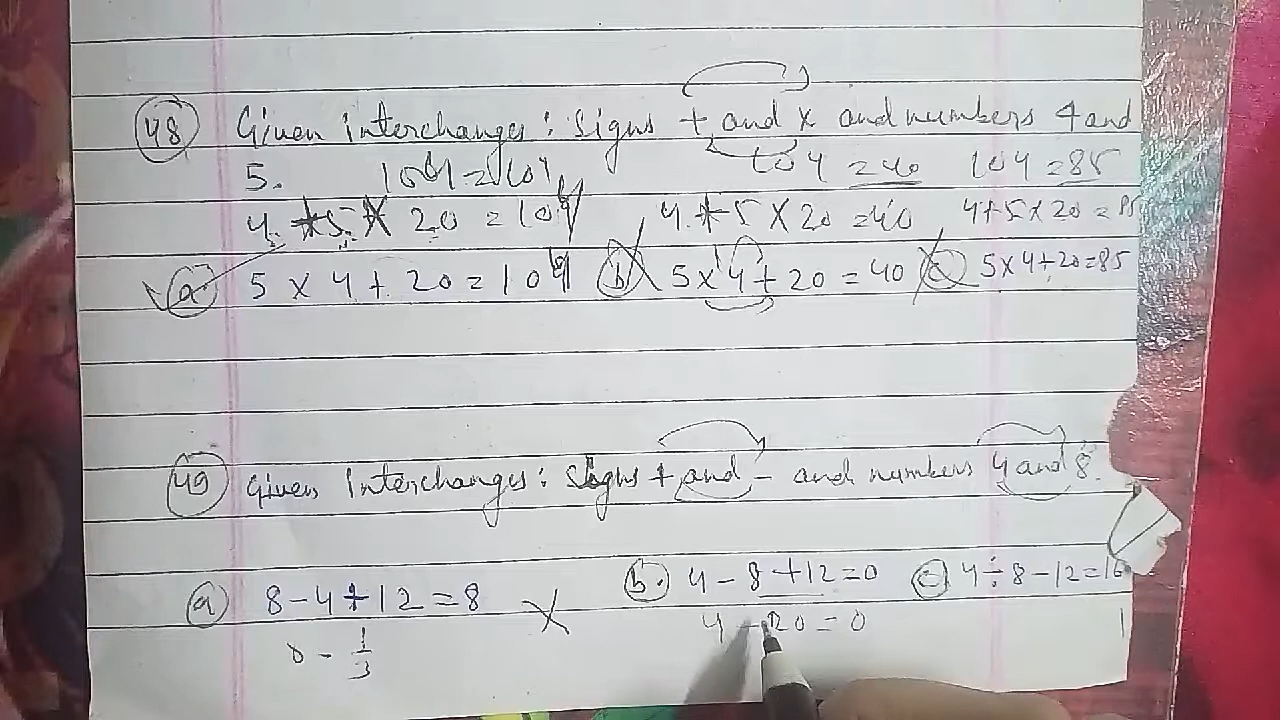 48 Given interchanges: Signs + and × and numbers 4 and
5. 104 = 104 104 = 40 104 = 85
4 + 5 × 20 = 104 4 + 5 × 20 = 40 4 + 5 × 20 = 85
a 5 × 4 + 20 = 104 b 5 × 4 + 20 = 40 c 5 × 4 + 20 = 85
49 Given Interchanges: Signs + and - and numbers 4 and 8.
a 8 - 4 ÷ 12 = 8 b. 4 - 8 + 12 = 0 c 4 ÷ 8 - 12 = 16
8 - 1/3 4 - 20 = 0